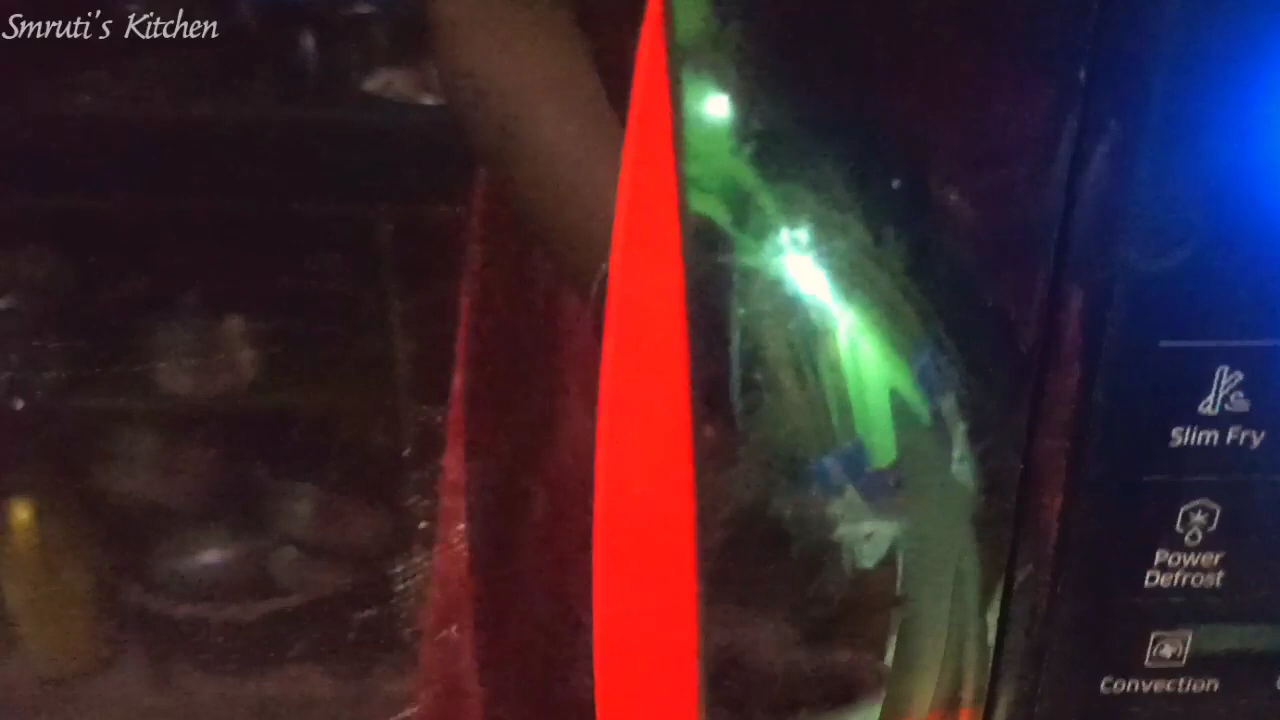 Smruti's Kitchen
Slim Fry
Power
Defrost
Convection